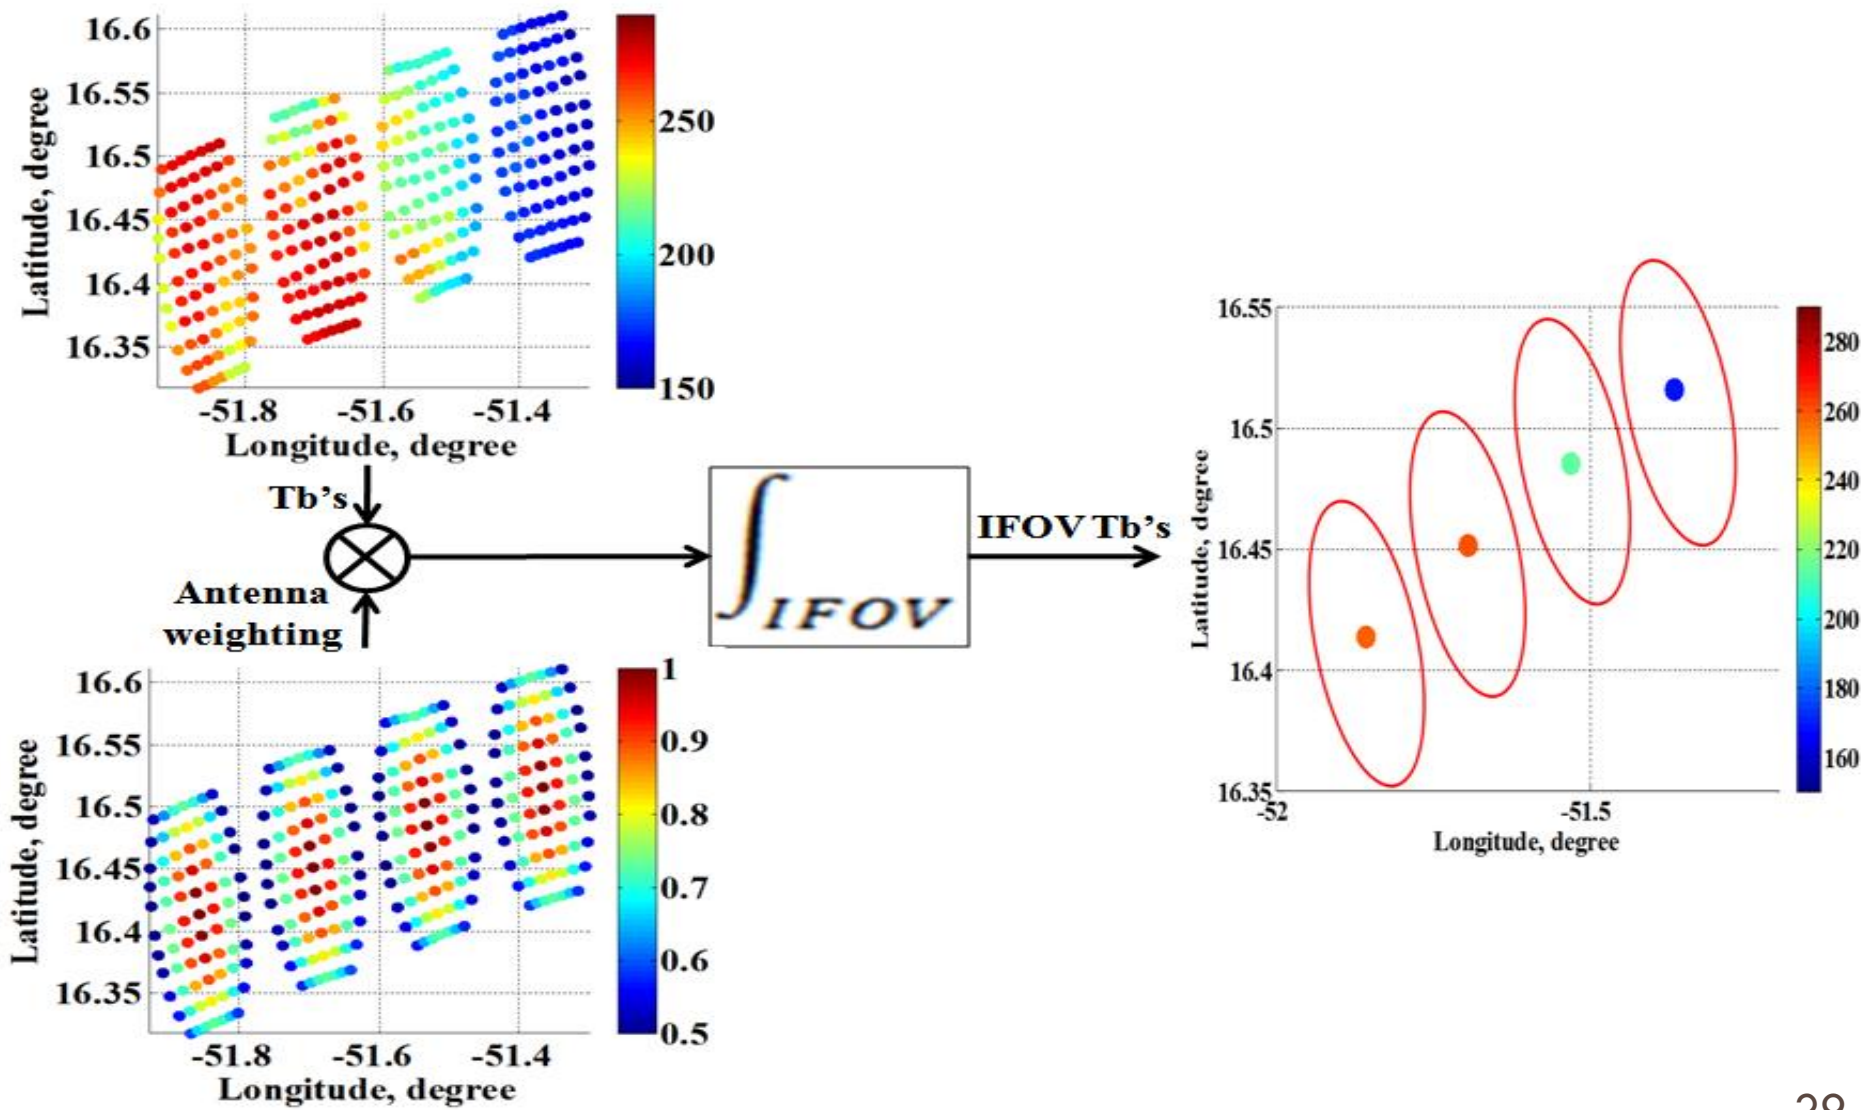 16.6
16.55
16.5
16.45
16.4
16.35
Latitude, degree
-51.8 -51.6 -51.4
Longitude, degree
250
200
150
Tb's
Antenna
weighting
∫IFOV
IFOV Tb's
16.6
16.55
16.5
16.45
16.4
16.35
Latitude, degree
-51.8 -51.6 -51.4
Longitude, degree
1
0.9
0.8
0.7
0.6
0.5
16.55
16.5
16.45
16.4
16.35
Latitude, degree
-52 -51.5
Longitude, degree
280
260
240
220
200
180
160